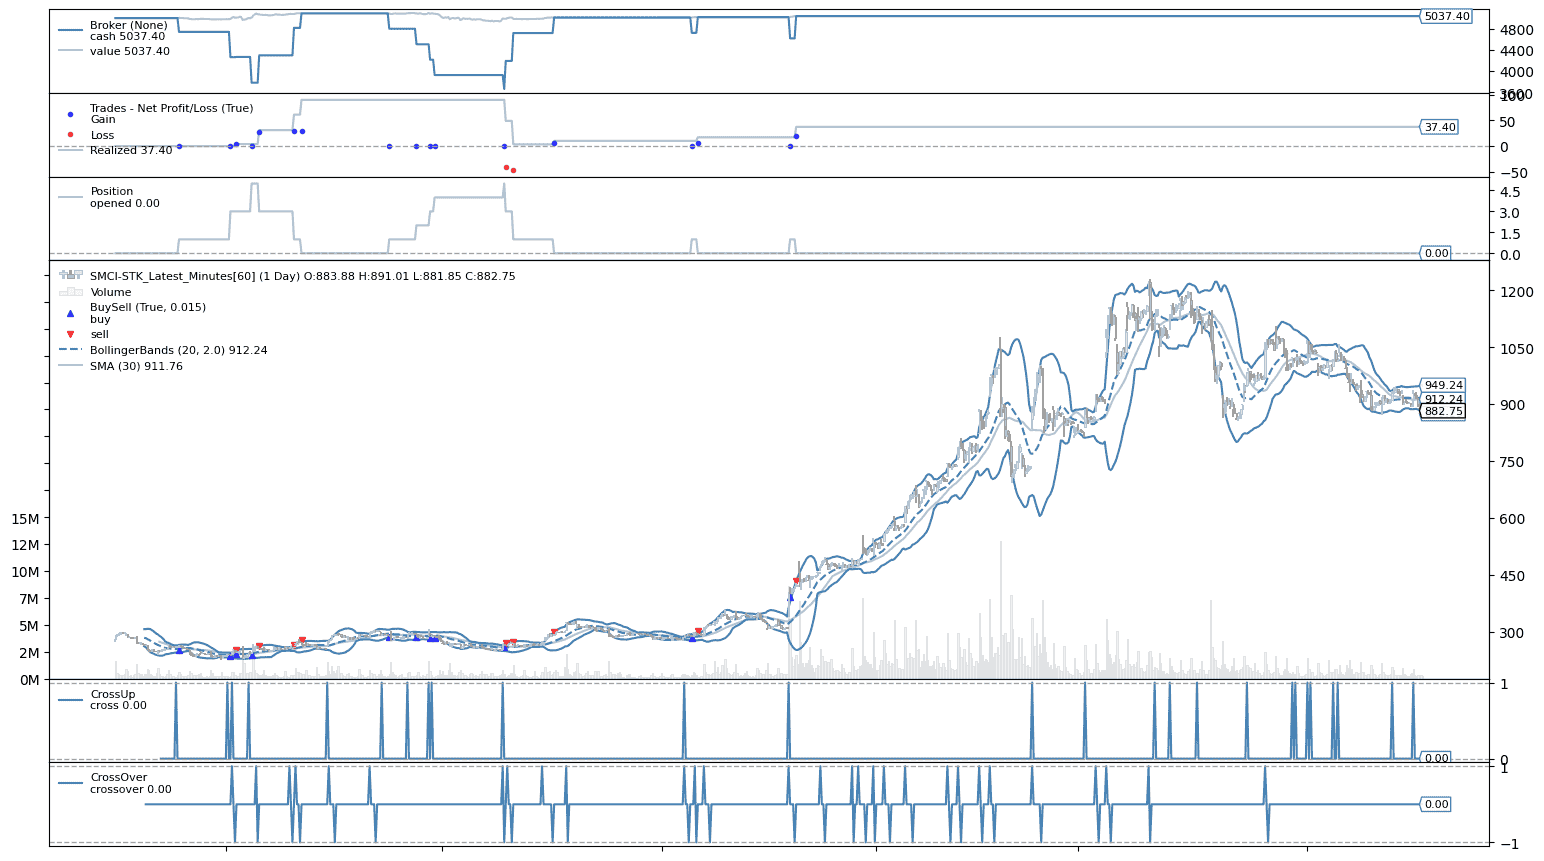 Broker (None)
cash 5037.40
value 5037.40
5037.40
4800
4400
4000
3600
Trades - Net Profit/Loss (True)
Gain
Loss
Realized 37.40
100
50
37.40
0
−50
Position
opened 0.00
4.5
3.0
1.5
0.00
0.0
SMCI-STK_Latest_Minutes[60] (1 Day) O:883.88 H:891.01 L:881.85 C:882.75
Volume
BuySell (True, 0.015)
buy
sell
BollingerBands (20, 2.0) 912.24
SMA (30) 911.76
1200
1050
949.24
912.24
900
882.75
750
600
450
300
15M
12M
10M
7M
5M
2M
0M
CrossUp
cross 0.00
1
0.00
0
CrossOver
crossover 0.00
1
0.00
−1